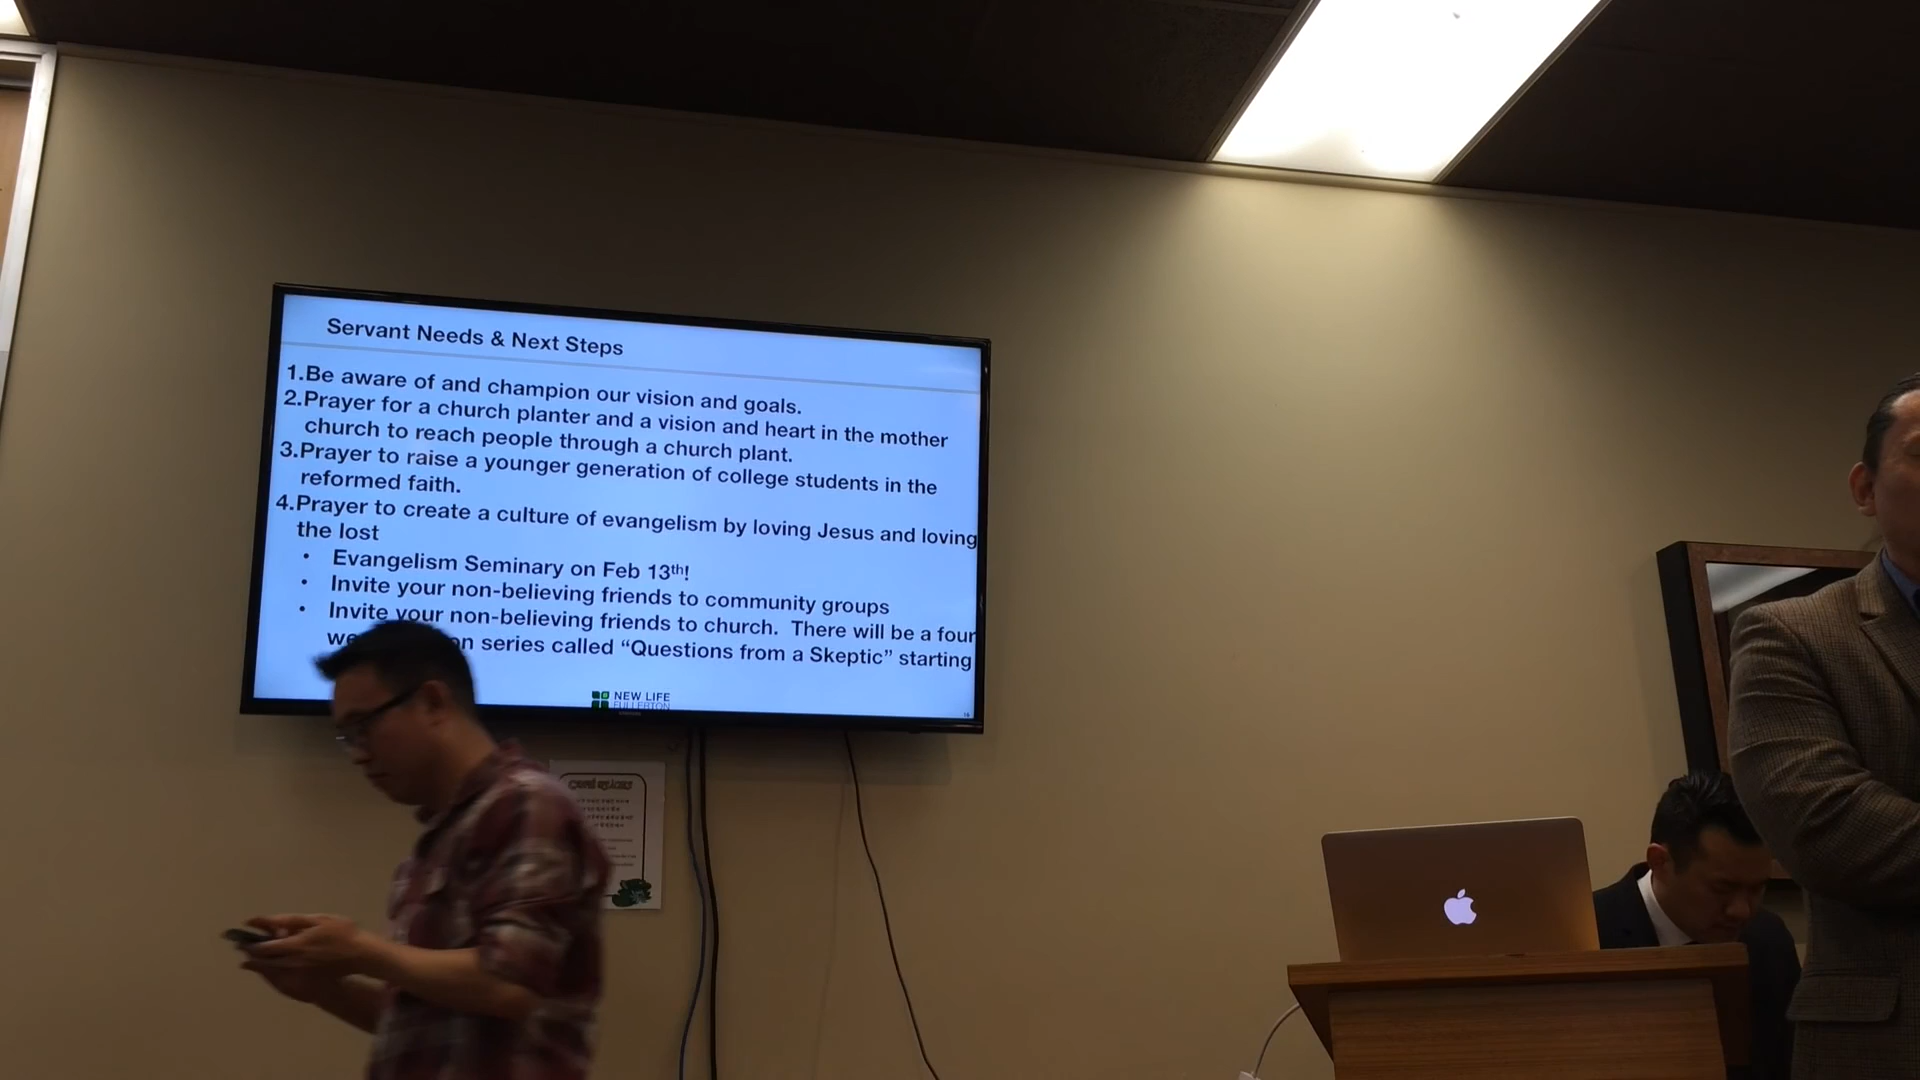 Servant Needs & Next Steps
1.Be aware of and champion our vision and goals.
2.Prayer for a church planter and a vision and heart in the mother
church to reach people through a church plant.
3.Prayer to raise a younger generation of college students in the
reformed faith.
4.Prayer to create a culture of evangelism by loving Jesus and loving
the lost
• Evangelism Seminary on Feb 13th!
• Invite your non-believing friends to community groups
• Invite your non-believing friends to church. There will be a four
series called “Questions from a Skeptic” starting
NEW LIFE
FULLERTON